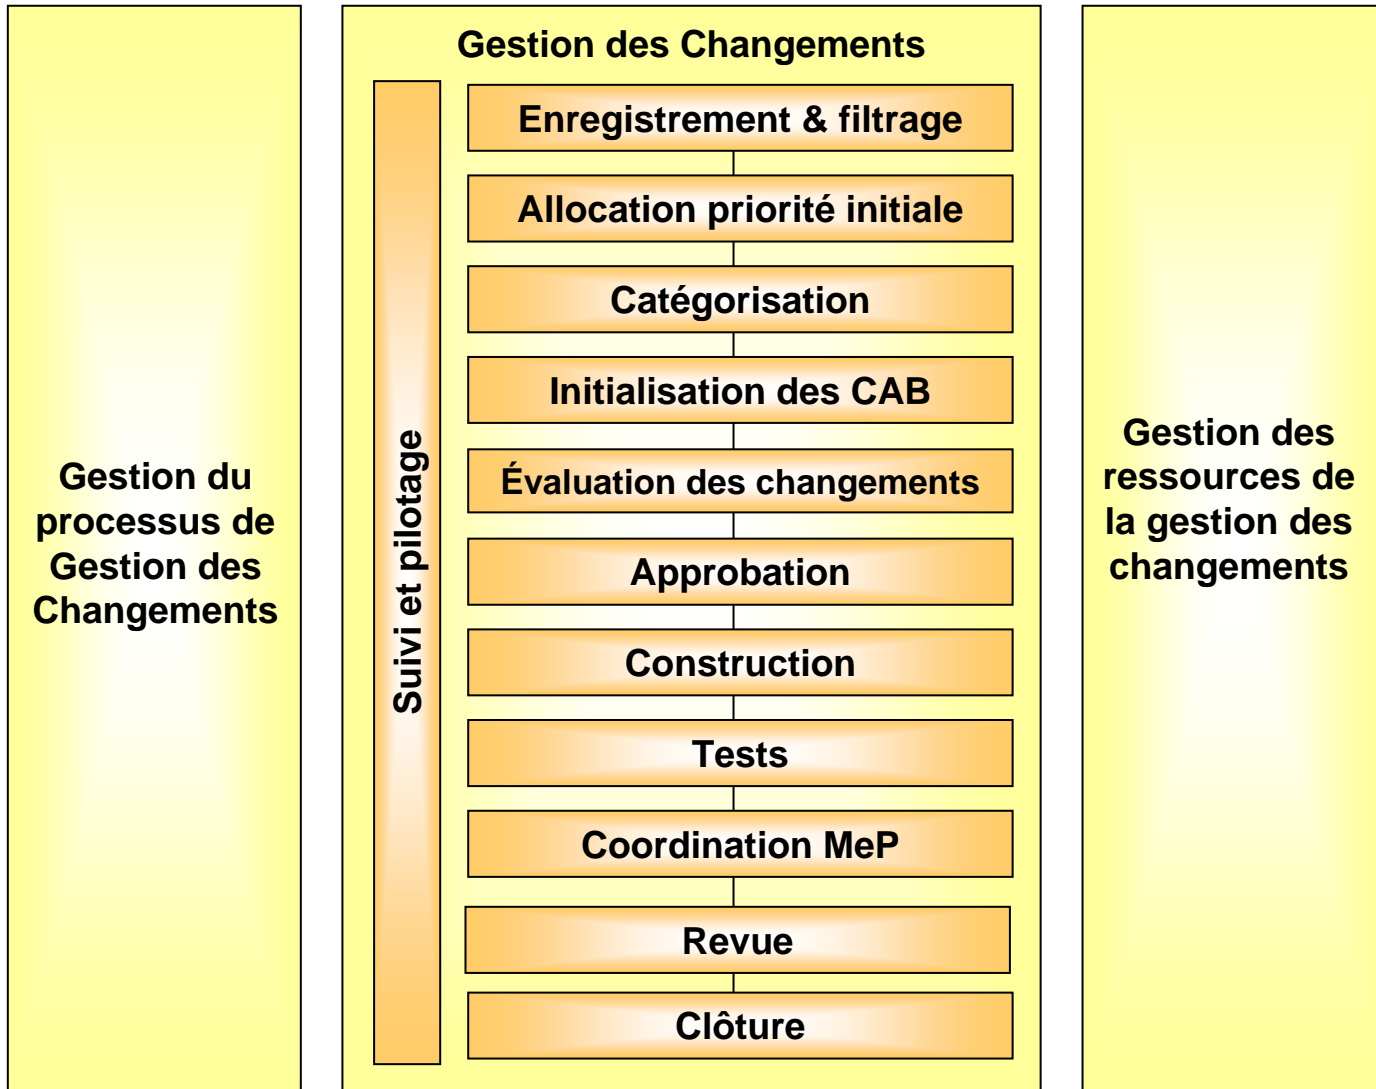 Gestion du
processus de
Gestion des
Changements
Gestion des Changements
Suivi et pilotage
Enregistrement & filtrage
Allocation priorité initiale
Catégorisation
Initialisation des CAB
Évaluation des changements
Approbation
Construction
Tests
Coordination MeP
Revue
Clôture
Gestion des
ressources de
la gestion des
changements